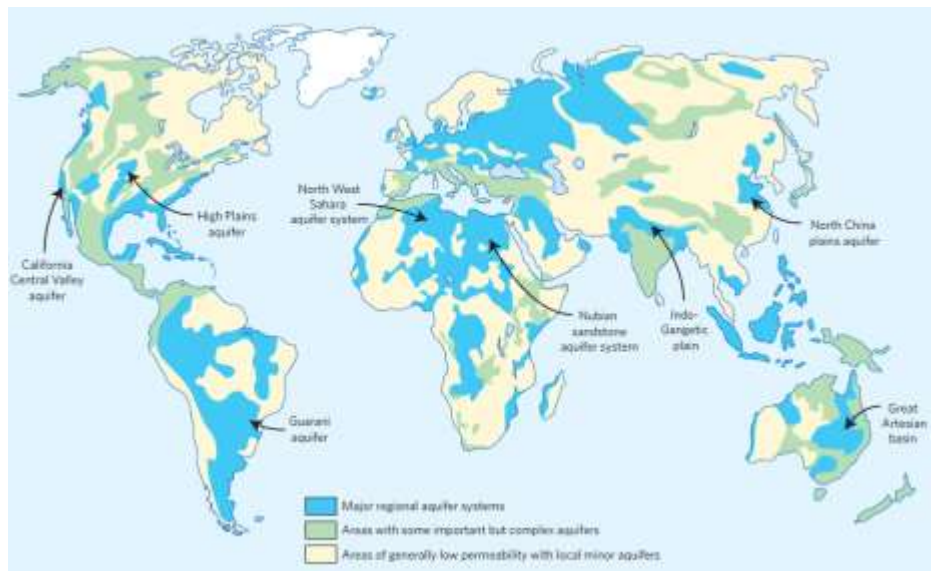 North West
Sahara
aquifer system
High Plains
aquifer
California
Central Valley
aquifer
North China
plains aquifer
Nubian
sandstone
aquifer system
Indo-
Gangetic
plain
Guarani
aquifer
Great
Artesian
basin
Major regional aquifer systems
Areas with some important but complex aquifers
Areas of generally low permeability with local minor aquifers